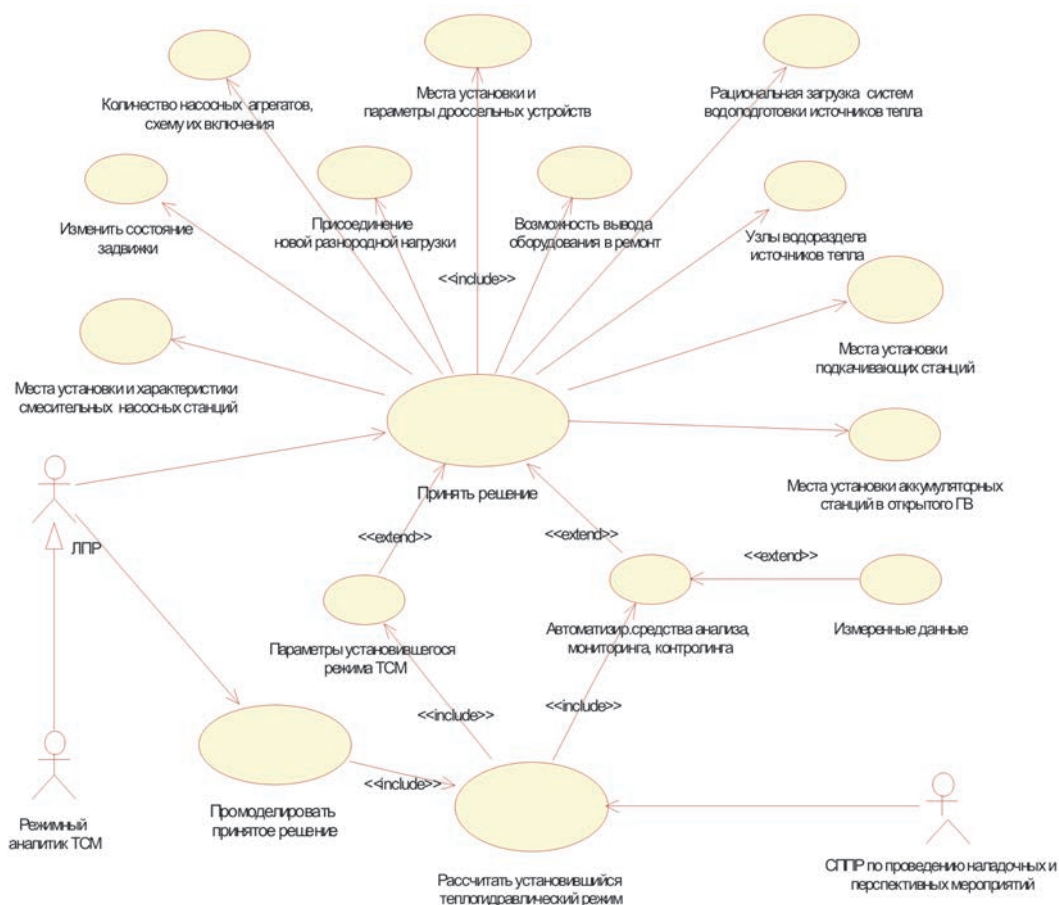 Количество насосных агрегатов,
схему их включения
Места установки и
параметры дроссельных устройств
Рациональная загрузка систем
водоподготовки источников тепла
Изменить состояние
задвижки
Присоединение
новой разнородной нагрузки
Возможность вывода
оборудования в ремонт
Узлы водораздела
источников тепла
<<include>>
Места установки и характеристики
смесительных насосных станций
Места установки
подкачивающих станций
Принять решение
Места установки аккумуляторных
станций в открытого ГВ
ЛПР
<<extend>>
<<extend>>
<<extend>>
Параметры установившегося
режима ТСМ
Автоматизир.средства анализа,
мониторинга, контролинга
Измеренные данные
<<include>>
<<include>>
<<include>>
Режимный
аналитик ТСМ
Промоделировать
принятое решение
Рассчитать установившийся
теплогидравлический режим
СППР по проведению наладочных и
перспективных мероприятий